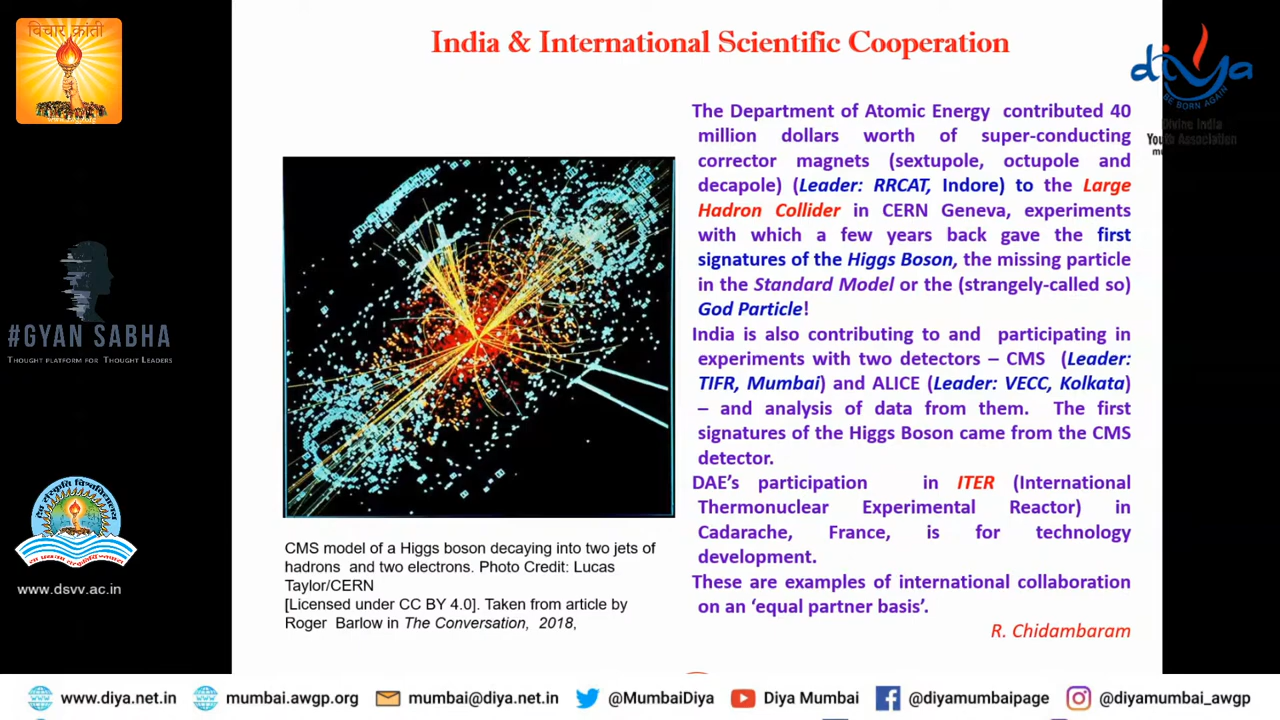 विचार क्रांती
www.awgp.org
India & International Scientific Cooperation
diya
BE BORN AGAIN
Divine India
Youth Association
The Department of Atomic Energy contributed 40
million dollars worth of super-conducting
corrector magnets (sextupole, octupole and
decapole) (Leader: RRCAT, Indore) to the Large
Hadron Collider in CERN Geneva, experiments
with which a few years back gave the first
signatures of the Higgs Boson, the missing particle
in the Standard Model or the (strangely-called so)
God Particle!
India is also contributing to and participating in
experiments with two detectors – CMS (Leader:
TIFR, Mumbai) and ALICE (Leader: VECC, Kolkata)
– and analysis of data from them. The first
signatures of the Higgs Boson came from the CMS
detector.
DAE’s participation in ITER (International
Thermonuclear Experimental Reactor) in
Cadarache, France, is for technology
development.
These are examples of international collaboration
on an ‘equal partner basis’.
R. Chidambaram
#GYAN SABHA
THOUGHT PLATFORM FOR THOUGHT LEADERS
CMS model of a Higgs boson decaying into two jets of
hadrons and two electrons. Photo Credit: Lucas
Taylor/CERN
[Licensed under CC BY 4.0]. Taken from article by
Roger Barlow in The Conversation, 2018,
www.dsvv.ac.in
www.diya.net.in
mumbai.awgp.org
mumbai@diya.net.in
@MumbaiDiya
Diya Mumbai
@diyamumbaipage
@diyamumbai_awgp